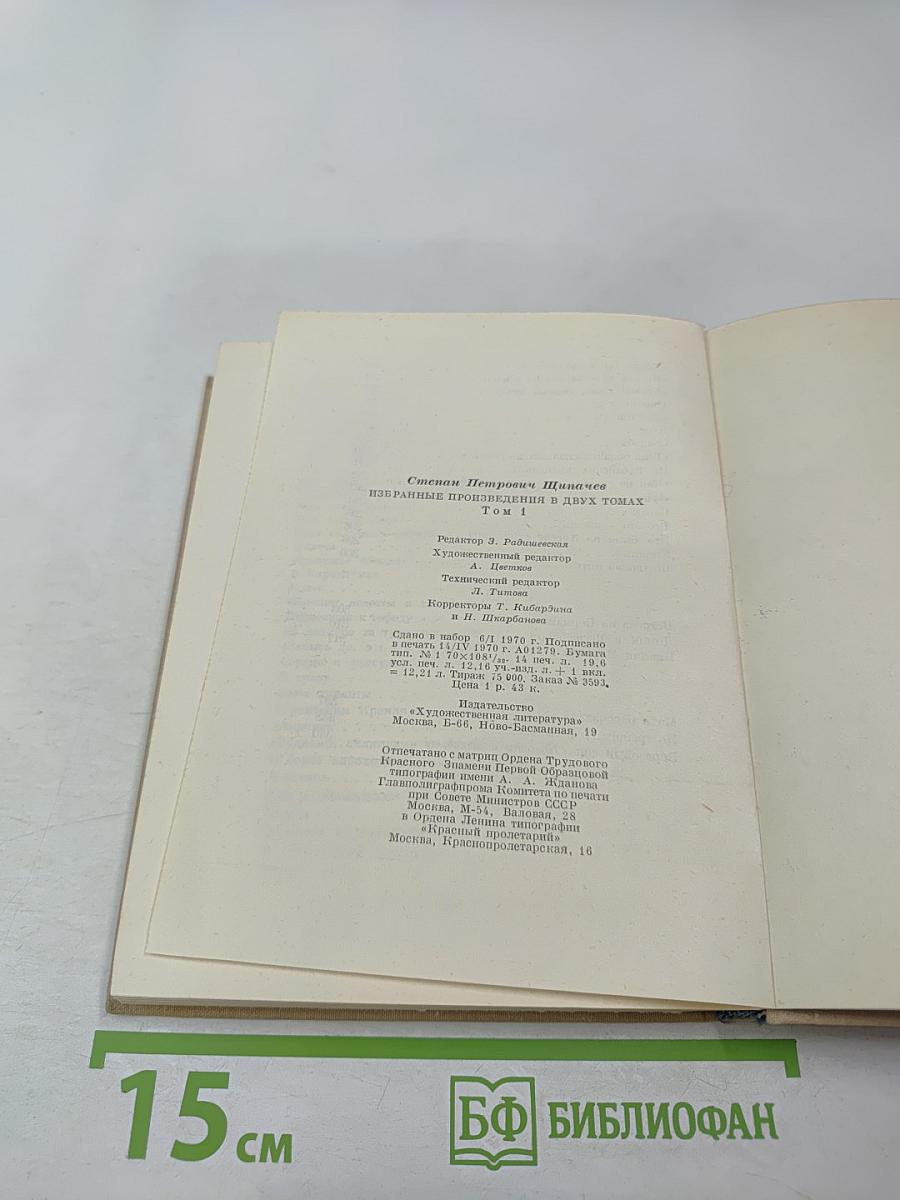 Степан Петрович Щипачев
ИЗБРАННЫЕ ПРОИЗВЕДЕНИЯ В ДВУХ ТОМАХ
Том 1
Редактор З. Радишевская
Художественный редактор
А. Цветков
Технический редактор
Л. Титова
Корректоры Т. Кибардина
и Н. Шкарбанова
Сдано в набор 6/I 1970 г. Подписано
в печать 14/IV 1970 г. А01279. Бумага
тип. № 1 70×108¹/₃₂. 14 печ. л. 19,6
усл. печ. л. 12,16 уч.-изд. л. + 1 вкл.
= 12,21 л. Тираж 75 000. Заказ № 3593.
Цена 1 р. 43 к.
Издательство
«Художественная литература»
Москва, Б-66, Ново-Басманная, 19
Отпечатано с матриц Ордена Трудового
Красного Знамени Первой Образцовой
типографии имени А. А. Жданова
Главполиграфпрома Комитета по печати
при Совете Министров СССР
Москва, М-54, Валовая, 28
в Ордена Ленина типографии
«Красный пролетарий»
Москва, Краснопролетарская, 16
15 см
БФ БИБЛИОФАН